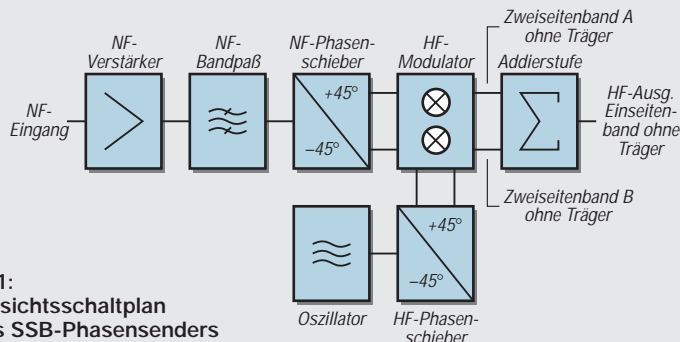 Zweiseitenband A
ohne Träger
NF-
Verstärker
NF-
Bandpaß
NF-Phasen-
schieber
HF-
Modulator
Addierstufe
NF-
Eingang
+45°
−45°
HF-Ausg.
Einseiten-
band ohne
Träger
Zweiseitenband B
ohne Träger
+45°
−45°
Oszillator
HF-Phasen-
schieber
1:
sichtsschaltplan
s SSB-Phasensenders